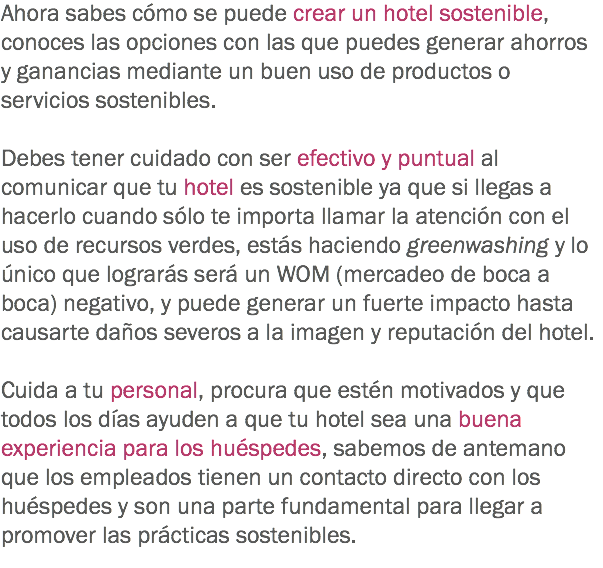 Ahora sabes cómo se puede crear un hotel sostenible,
conoces las opciones con las que puedes generar ahorros
y ganancias mediante un buen uso de productos o
servicios sostenibles.
Debes tener cuidado con ser efectivo y puntual al
comunicar que tu hotel es sostenible ya que si llegas a
hacerlo cuando sólo te importa llamar la atención con el
uso de recursos verdes, estás haciendo greenwashing y lo
único que lograrás será un WOM (mercadeo de boca a
boca) negativo, y puede generar un fuerte impacto hasta
causarte daños severos a la imagen y reputación del hotel.
Cuida a tu personal, procura que estén motivados y que
todos los días ayuden a que tu hotel sea una buena
experiencia para los huéspedes, sabemos de antemano
que los empleados tienen un contacto directo con los
huéspedes y son una parte fundamental para llegar a
promover las prácticas sostenibles.